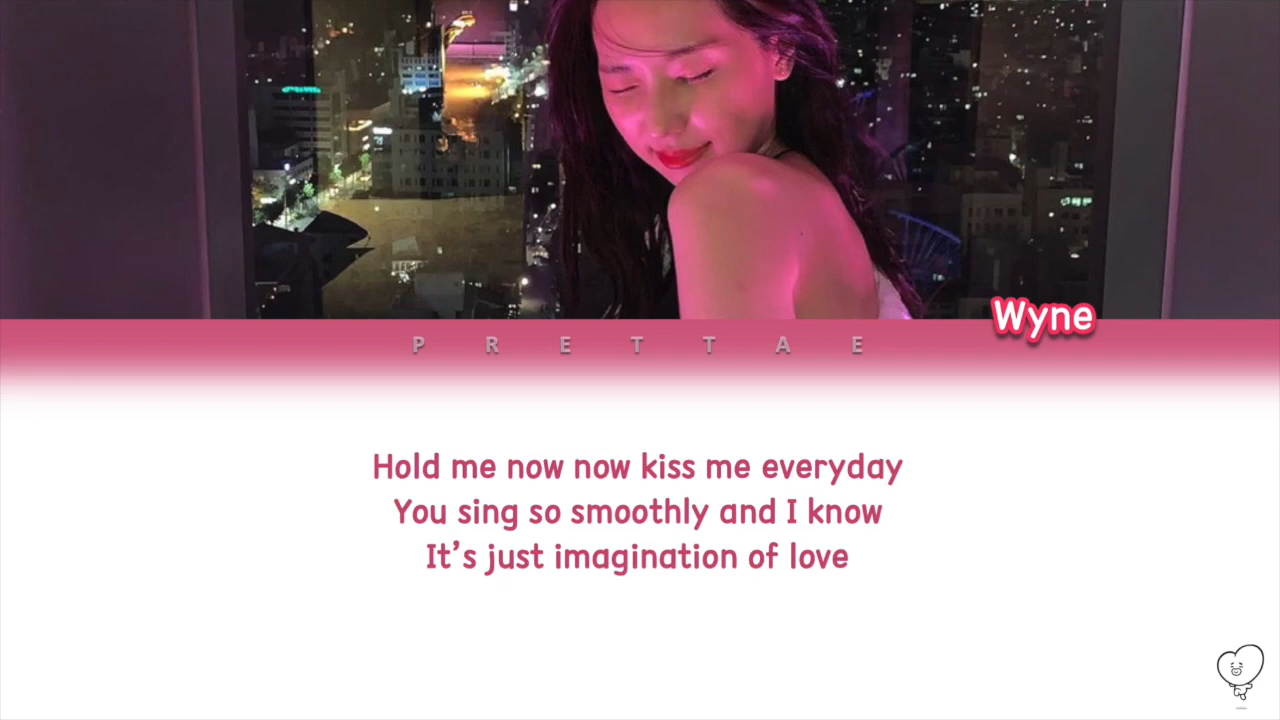 Wyne
PRETTAE
Hold me now now kiss me everyday
You sing so smoothly and I know
It's just imagination of love